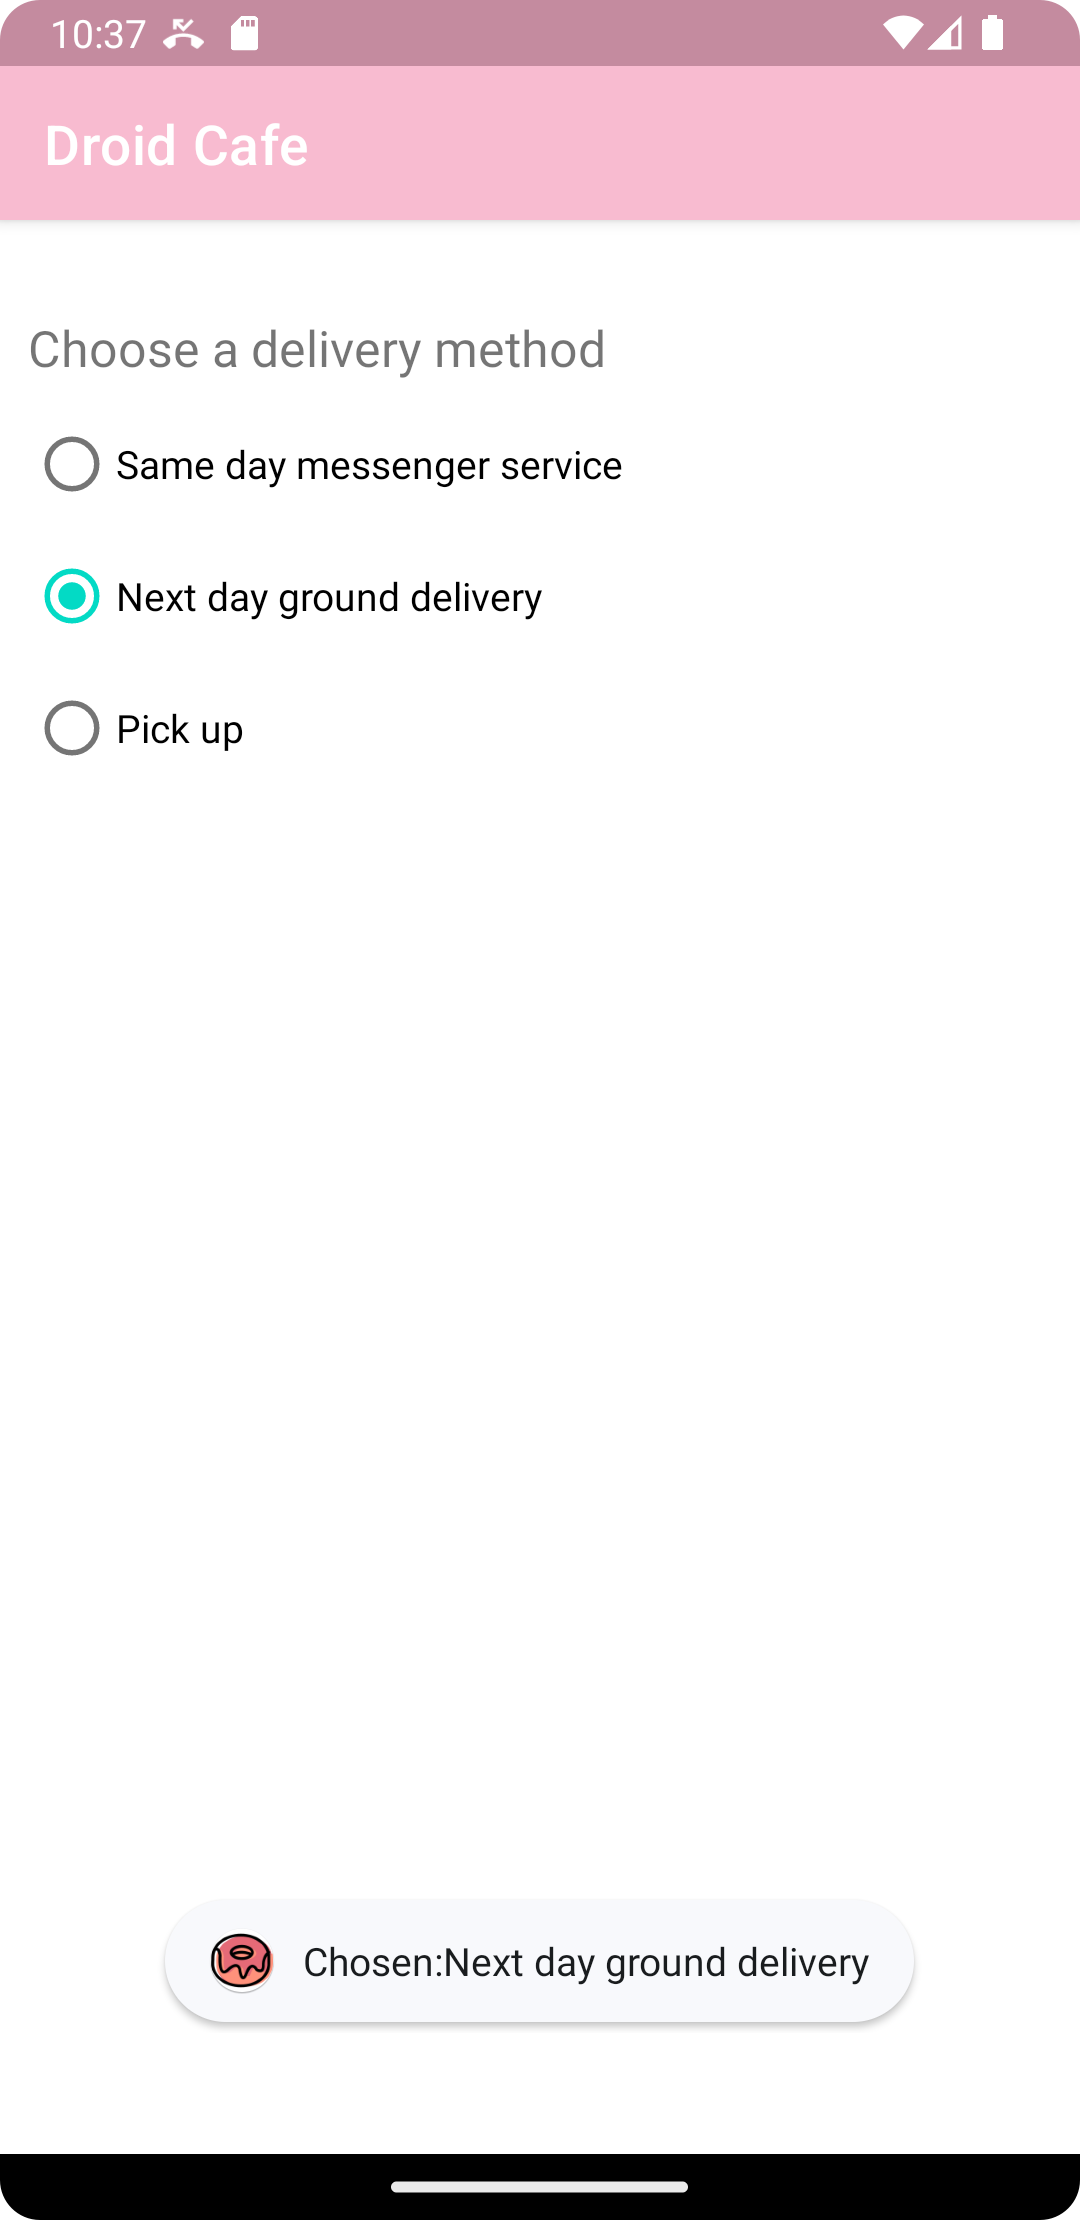 10:37
Droid Cafe
Choose a delivery method
Same day messenger service
Next day ground delivery
Pick up
Chosen:Next day ground delivery